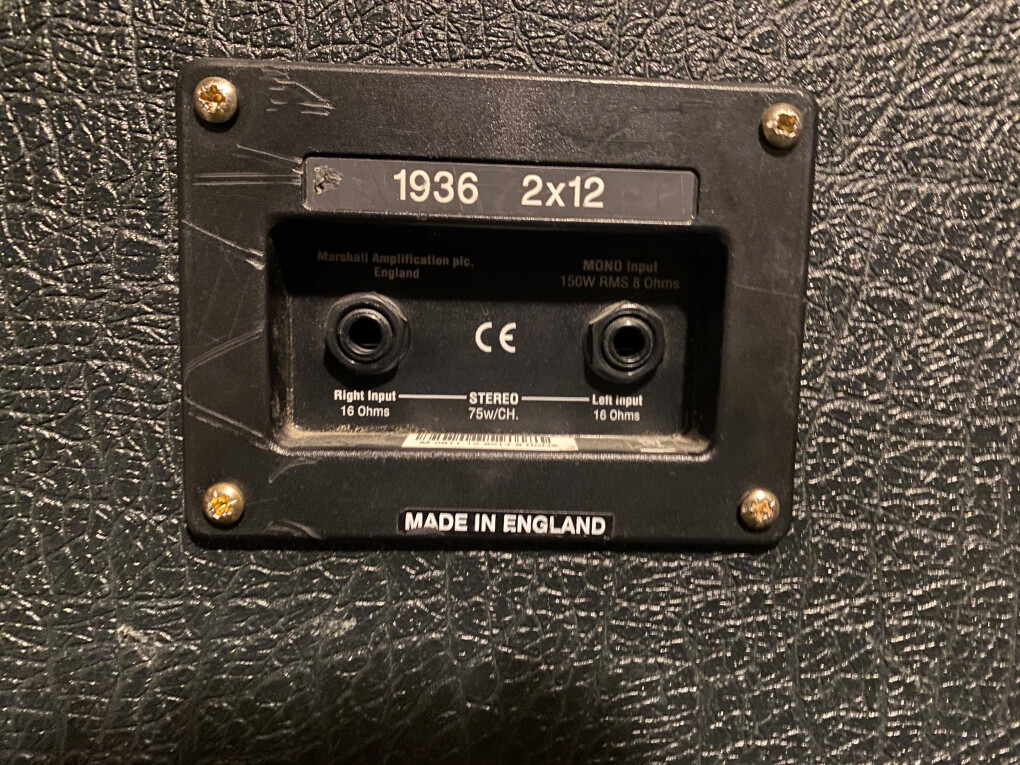 1936 2x12
Marshall Amplification plc,
England
MONO Input
150W RMS 8 Ohms
CE
Right Input
16 Ohms
STEREO
75w/CH.
Left Input
16 Ohms
MADE IN ENGLAND